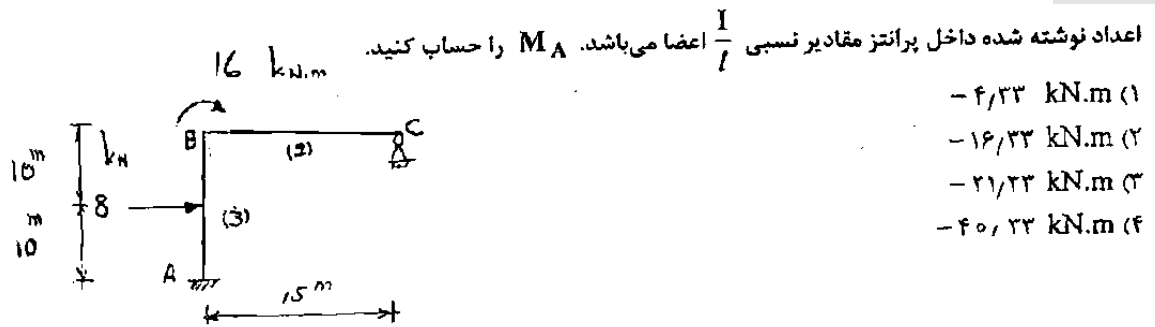 اعداد نوشته شده داخل پرانتز مقادیر نسبی I/l اعضا می‌باشد. M_A را حساب کنید.
۱) −۴٫۳۳ kN.m
۲) −۱۶٫۳۳ kN.m
۳) −۲۱٫۳۳ kN.m
۴) −۴۰٫۳۳ kN.m
16 kN.m
B
C
(2)
10 m
kN
8
(3)
10 m
A
15 m